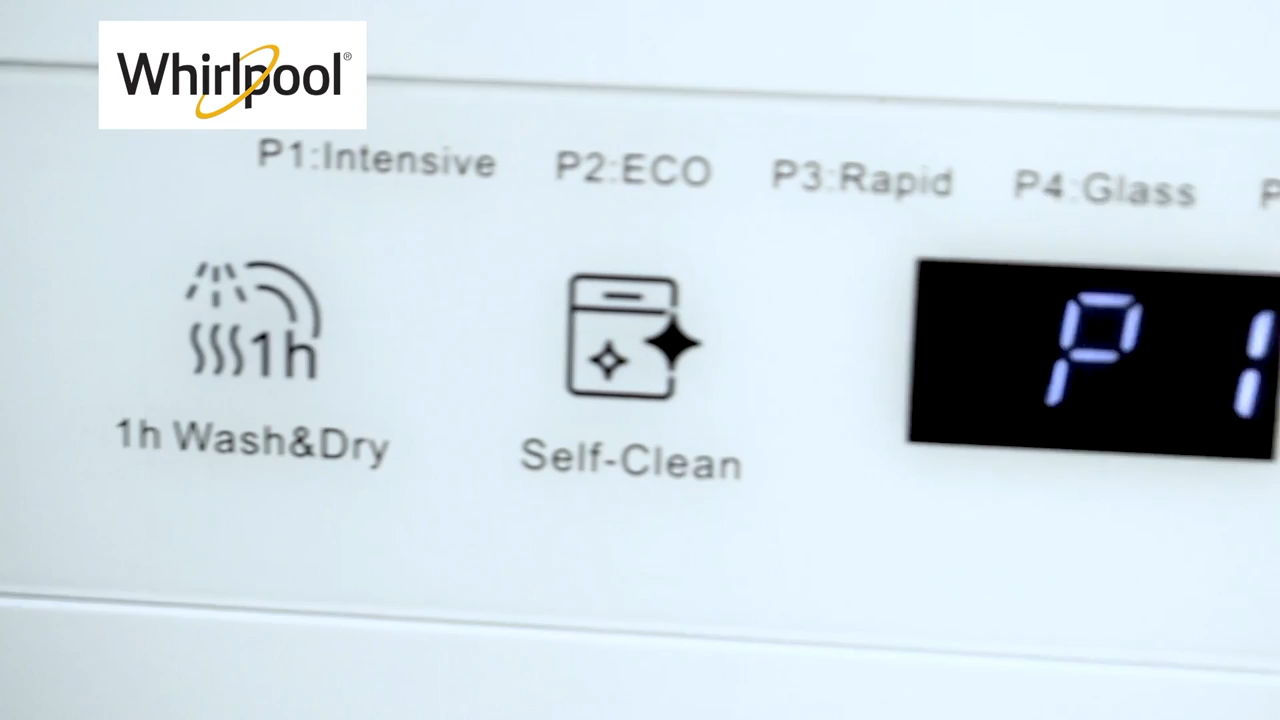 Whirlpool®
P1:Intensive P2:ECO P3:Rapid P4:Glass P
1h
1h Wash&Dry
Self-Clean
P1